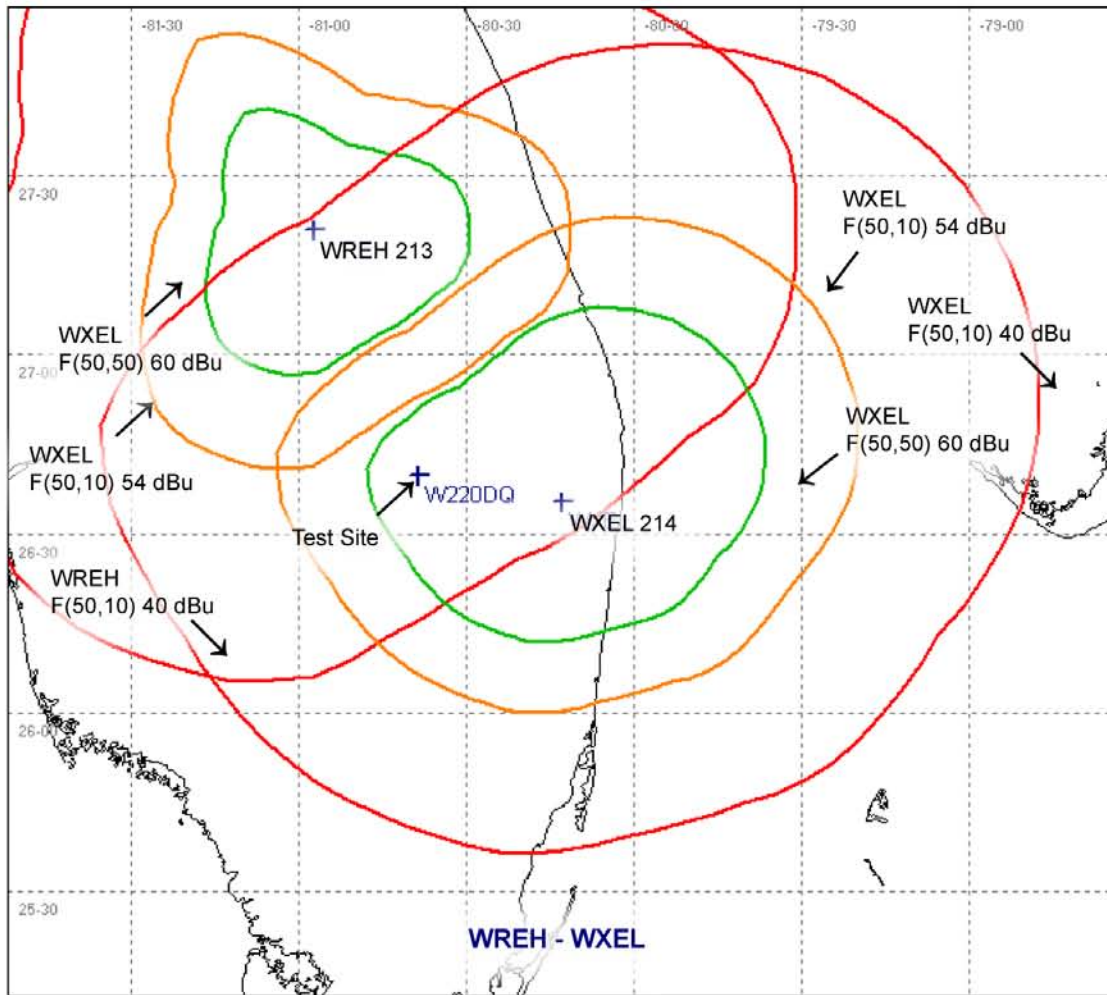 -81-30
-81-00
-80-30
-80-00
-79-30
-79-00
27-30
WXEL
F(50,10) 54 dBu
WREH 213
WXEL
F(50,10) 40 dBu
WXEL
F(50,50) 60 dBu
27-00
WXEL
F(50,50) 60 dBu
WXEL
F(50,10) 54 dBu
W220DQ
WXEL 214
Test Site
26-30
WREH
F(50,10) 40 dBu
26-00
25-30
WREH - WXEL